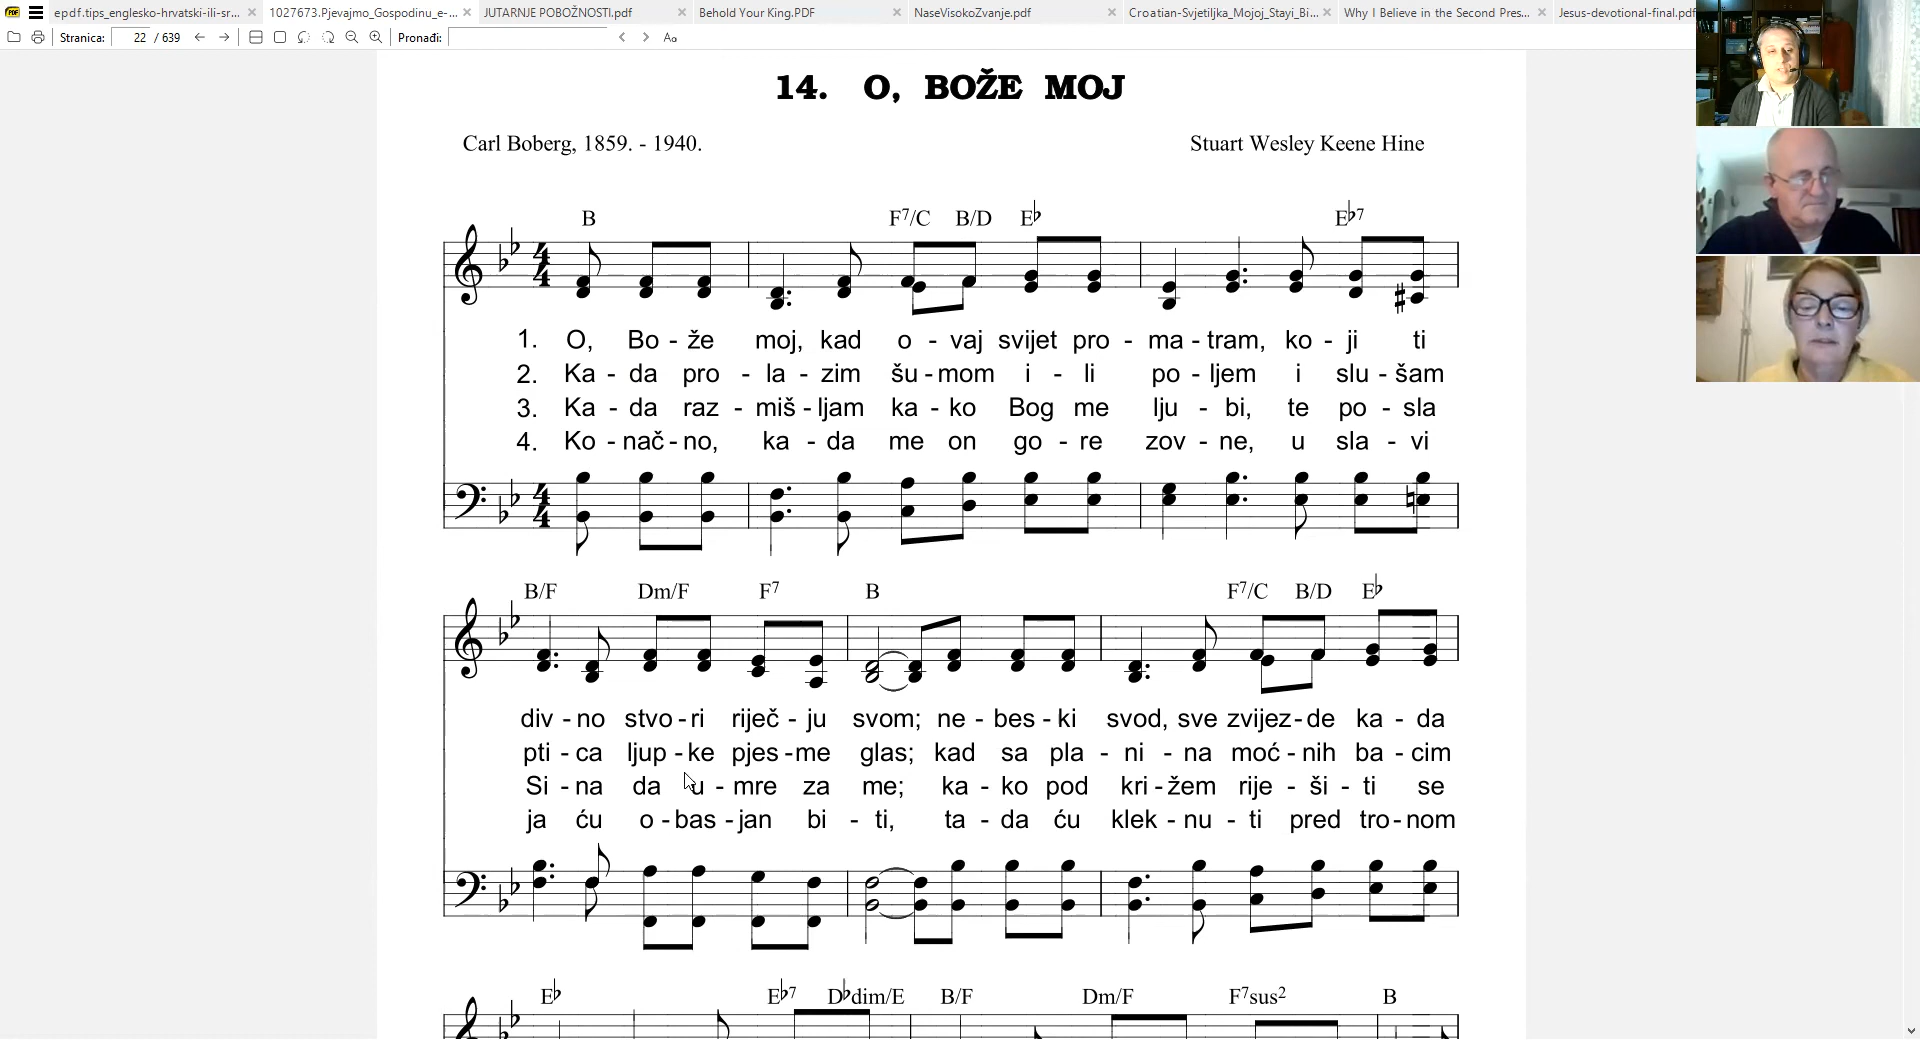 epdf.tips_englesko-hrvatski-ili-sr...
1027673.Pjevajmo_Gospodinu_e-...
JUTARNJE POBOŽNOSTI.pdf
Behold Your King.PDF
NaseVisokoZvanje.pdf
Croatian-Svjetiljka_Mojoj_Stayi_Bi...
Why I Believe in the Second Pres...
Jesus-devotional-final.pdf
Stranica: 22 / 639 Pronađi: Aa
14. O, BOŽE MOJ
Carl Boberg, 1859. - 1940. Stuart Wesley Keene Hine
B F7/C B/D E♭ E♭7
1. O, Bo - že moj, kad o - vaj svijet pro - ma - tram, ko - ji ti
2. Ka - da pro - la - zim šu - mom i - li po - ljem i slu - šam
3. Ka - da raz - miš - ljam ka - ko Bog me lju - bi, te po - sla
4. Ko - nač - no, ka - da me on go - re zov - ne, u sla - vi
B/F Dm/F F7 B F7/C B/D E♭
div - no stvo - ri riječ - ju svom; ne - bes - ki svod, sve zvijez - de ka - da
pti - ca ljup - ke pjes - me glas; kad sa pla - ni - na moć - nih ba - cim
Si - na da u - mre za me; ka - ko pod kri - žem rije - ši - ti se
ja ću o - bas - jan bi - ti, ta - da ću klek - nu - ti pred tro - nom
E♭ E♭7 D♭dim/E B/F Dm/F F7sus2 B